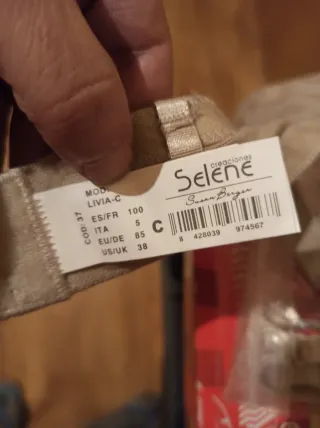 MOD
LIVIA-C
COD: 37
ES/FR 100
ITA 5
EU/DE 85
US/UK 38
C
creaciones
Selene
Susan Berger
8 428039 974567